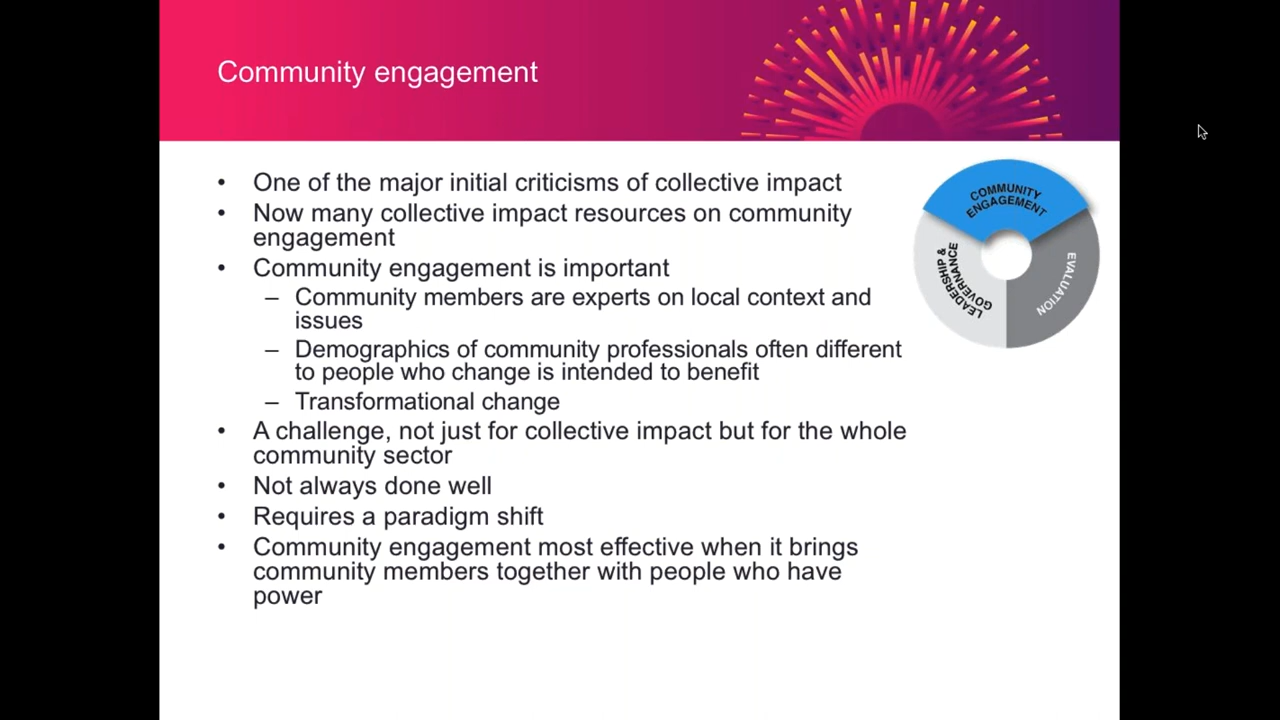 Community engagement
• One of the major initial criticisms of collective impact
• Now many collective impact resources on community
engagement
• Community engagement is important
– Community members are experts on local context and
issues
– Demographics of community professionals often different
to people who change is intended to benefit
– Transformational change
• A challenge, not just for collective impact but for the whole
community sector
• Not always done well
• Requires a paradigm shift
• Community engagement most effective when it brings
community members together with people who have
power
COMMUNITY
ENGAGEMENT
LEADERSHIP &
GOVERNANCE
EVALUATION